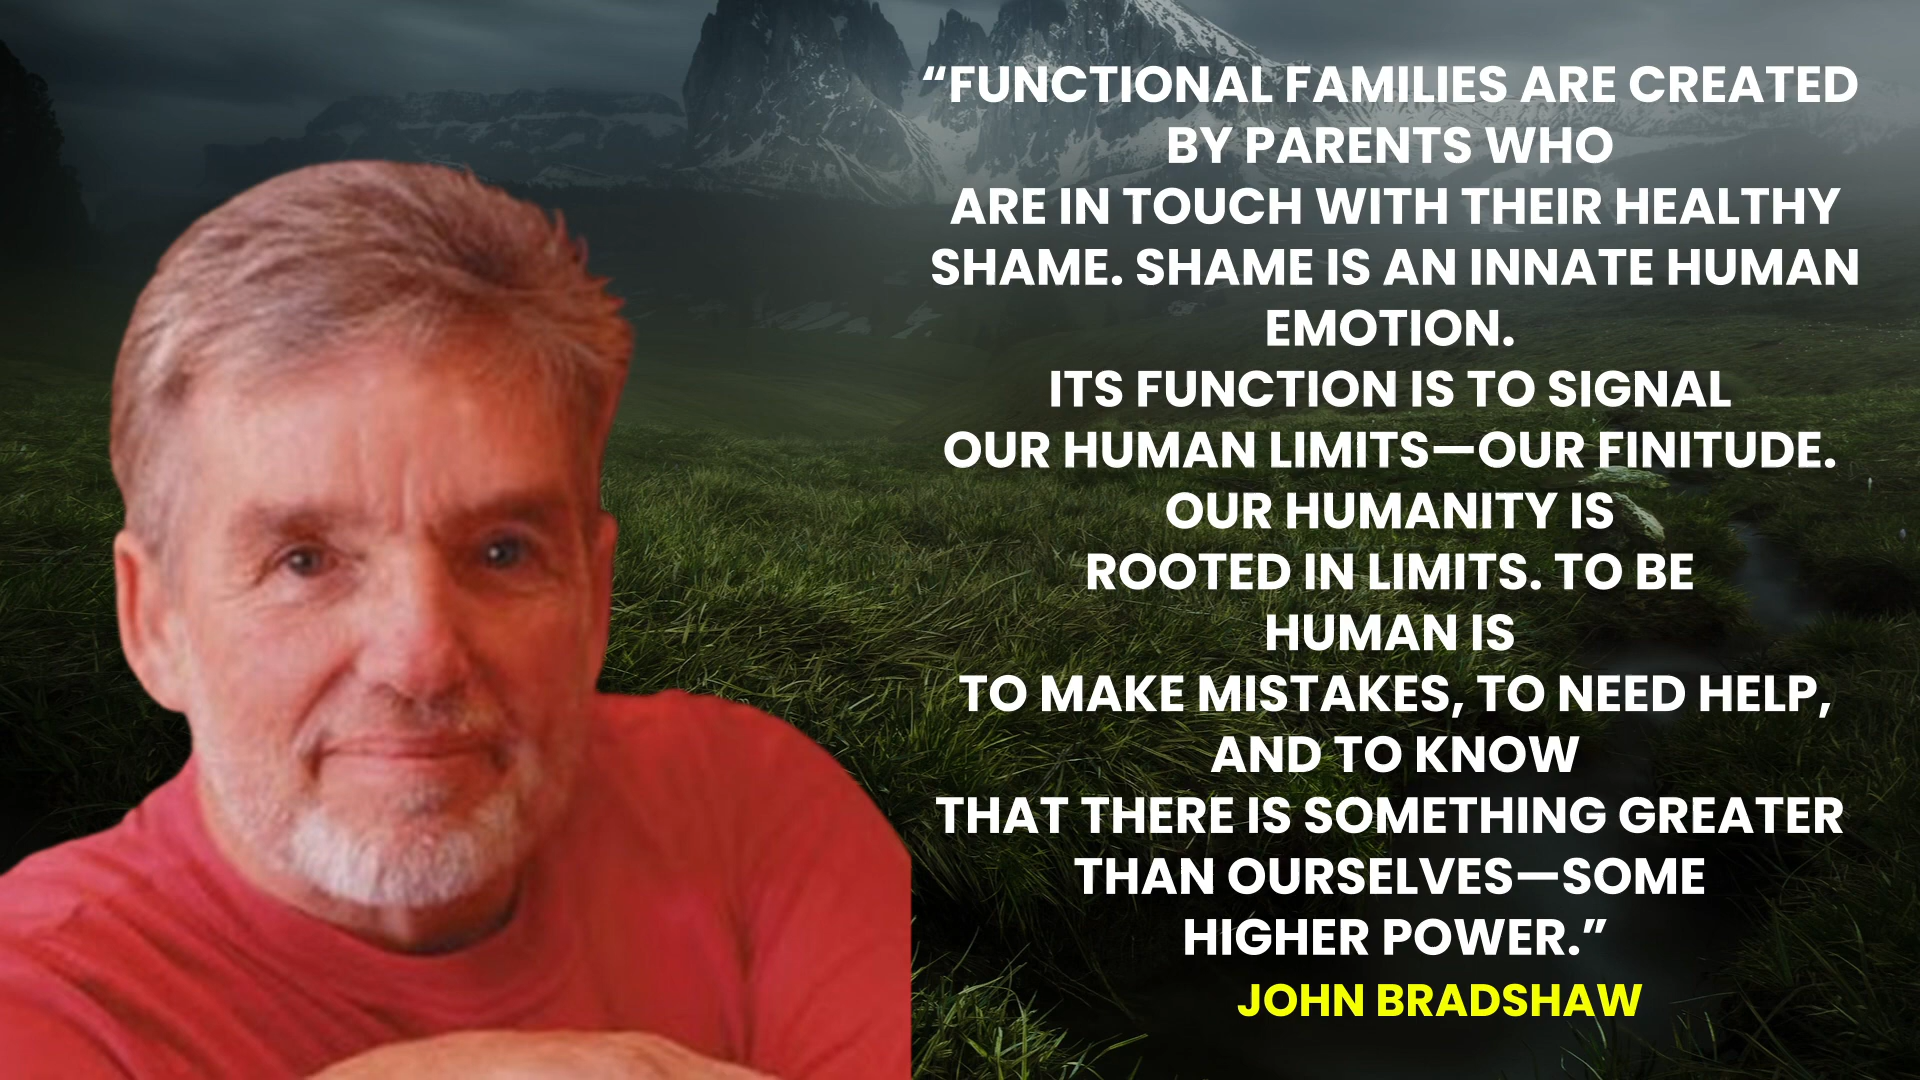 “FUNCTIONAL FAMILIES ARE CREATED
BY PARENTS WHO
ARE IN TOUCH WITH THEIR HEALTHY
SHAME. SHAME IS AN INNATE HUMAN
EMOTION.
ITS FUNCTION IS TO SIGNAL
OUR HUMAN LIMITS—OUR FINITUDE.
OUR HUMANITY IS
ROOTED IN LIMITS. TO BE
HUMAN IS
TO MAKE MISTAKES, TO NEED HELP,
AND TO KNOW
THAT THERE IS SOMETHING GREATER
THAN OURSELVES—SOME
HIGHER POWER.”
JOHN BRADSHAW